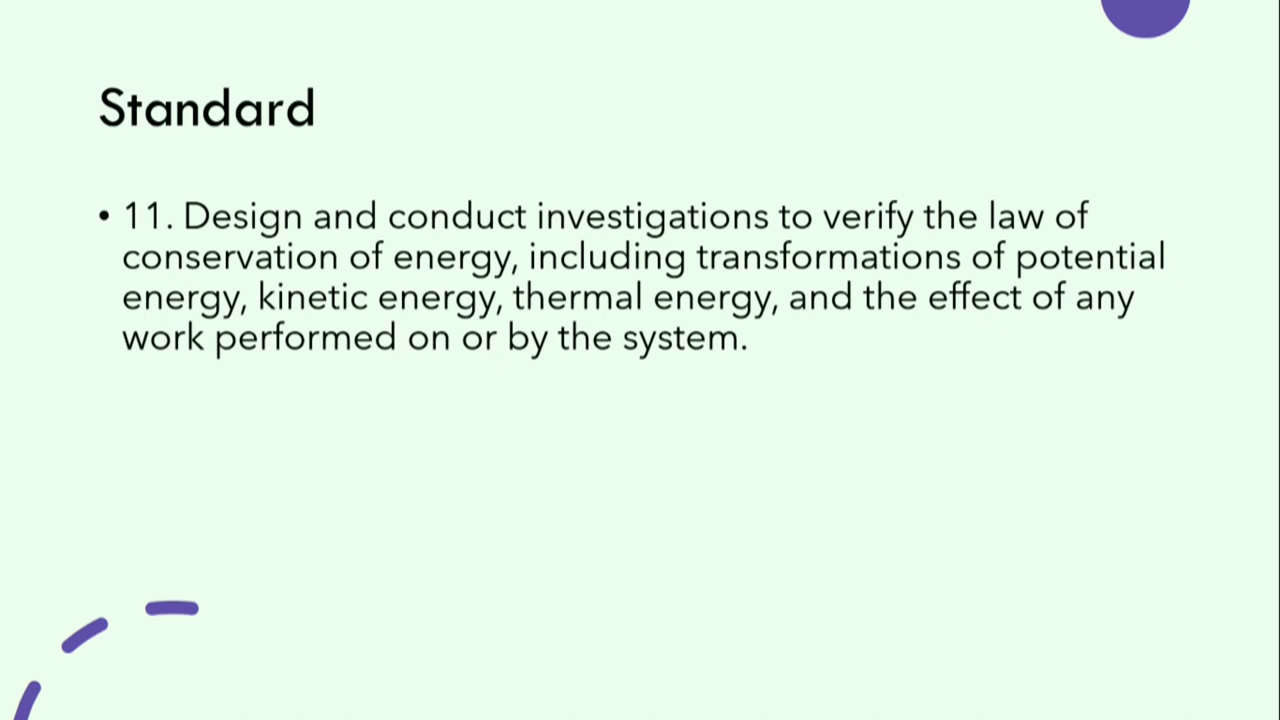 Standard
• 11. Design and conduct investigations to verify the law of
conservation of energy, including transformations of potential
energy, kinetic energy, thermal energy, and the effect of any
work performed on or by the system.